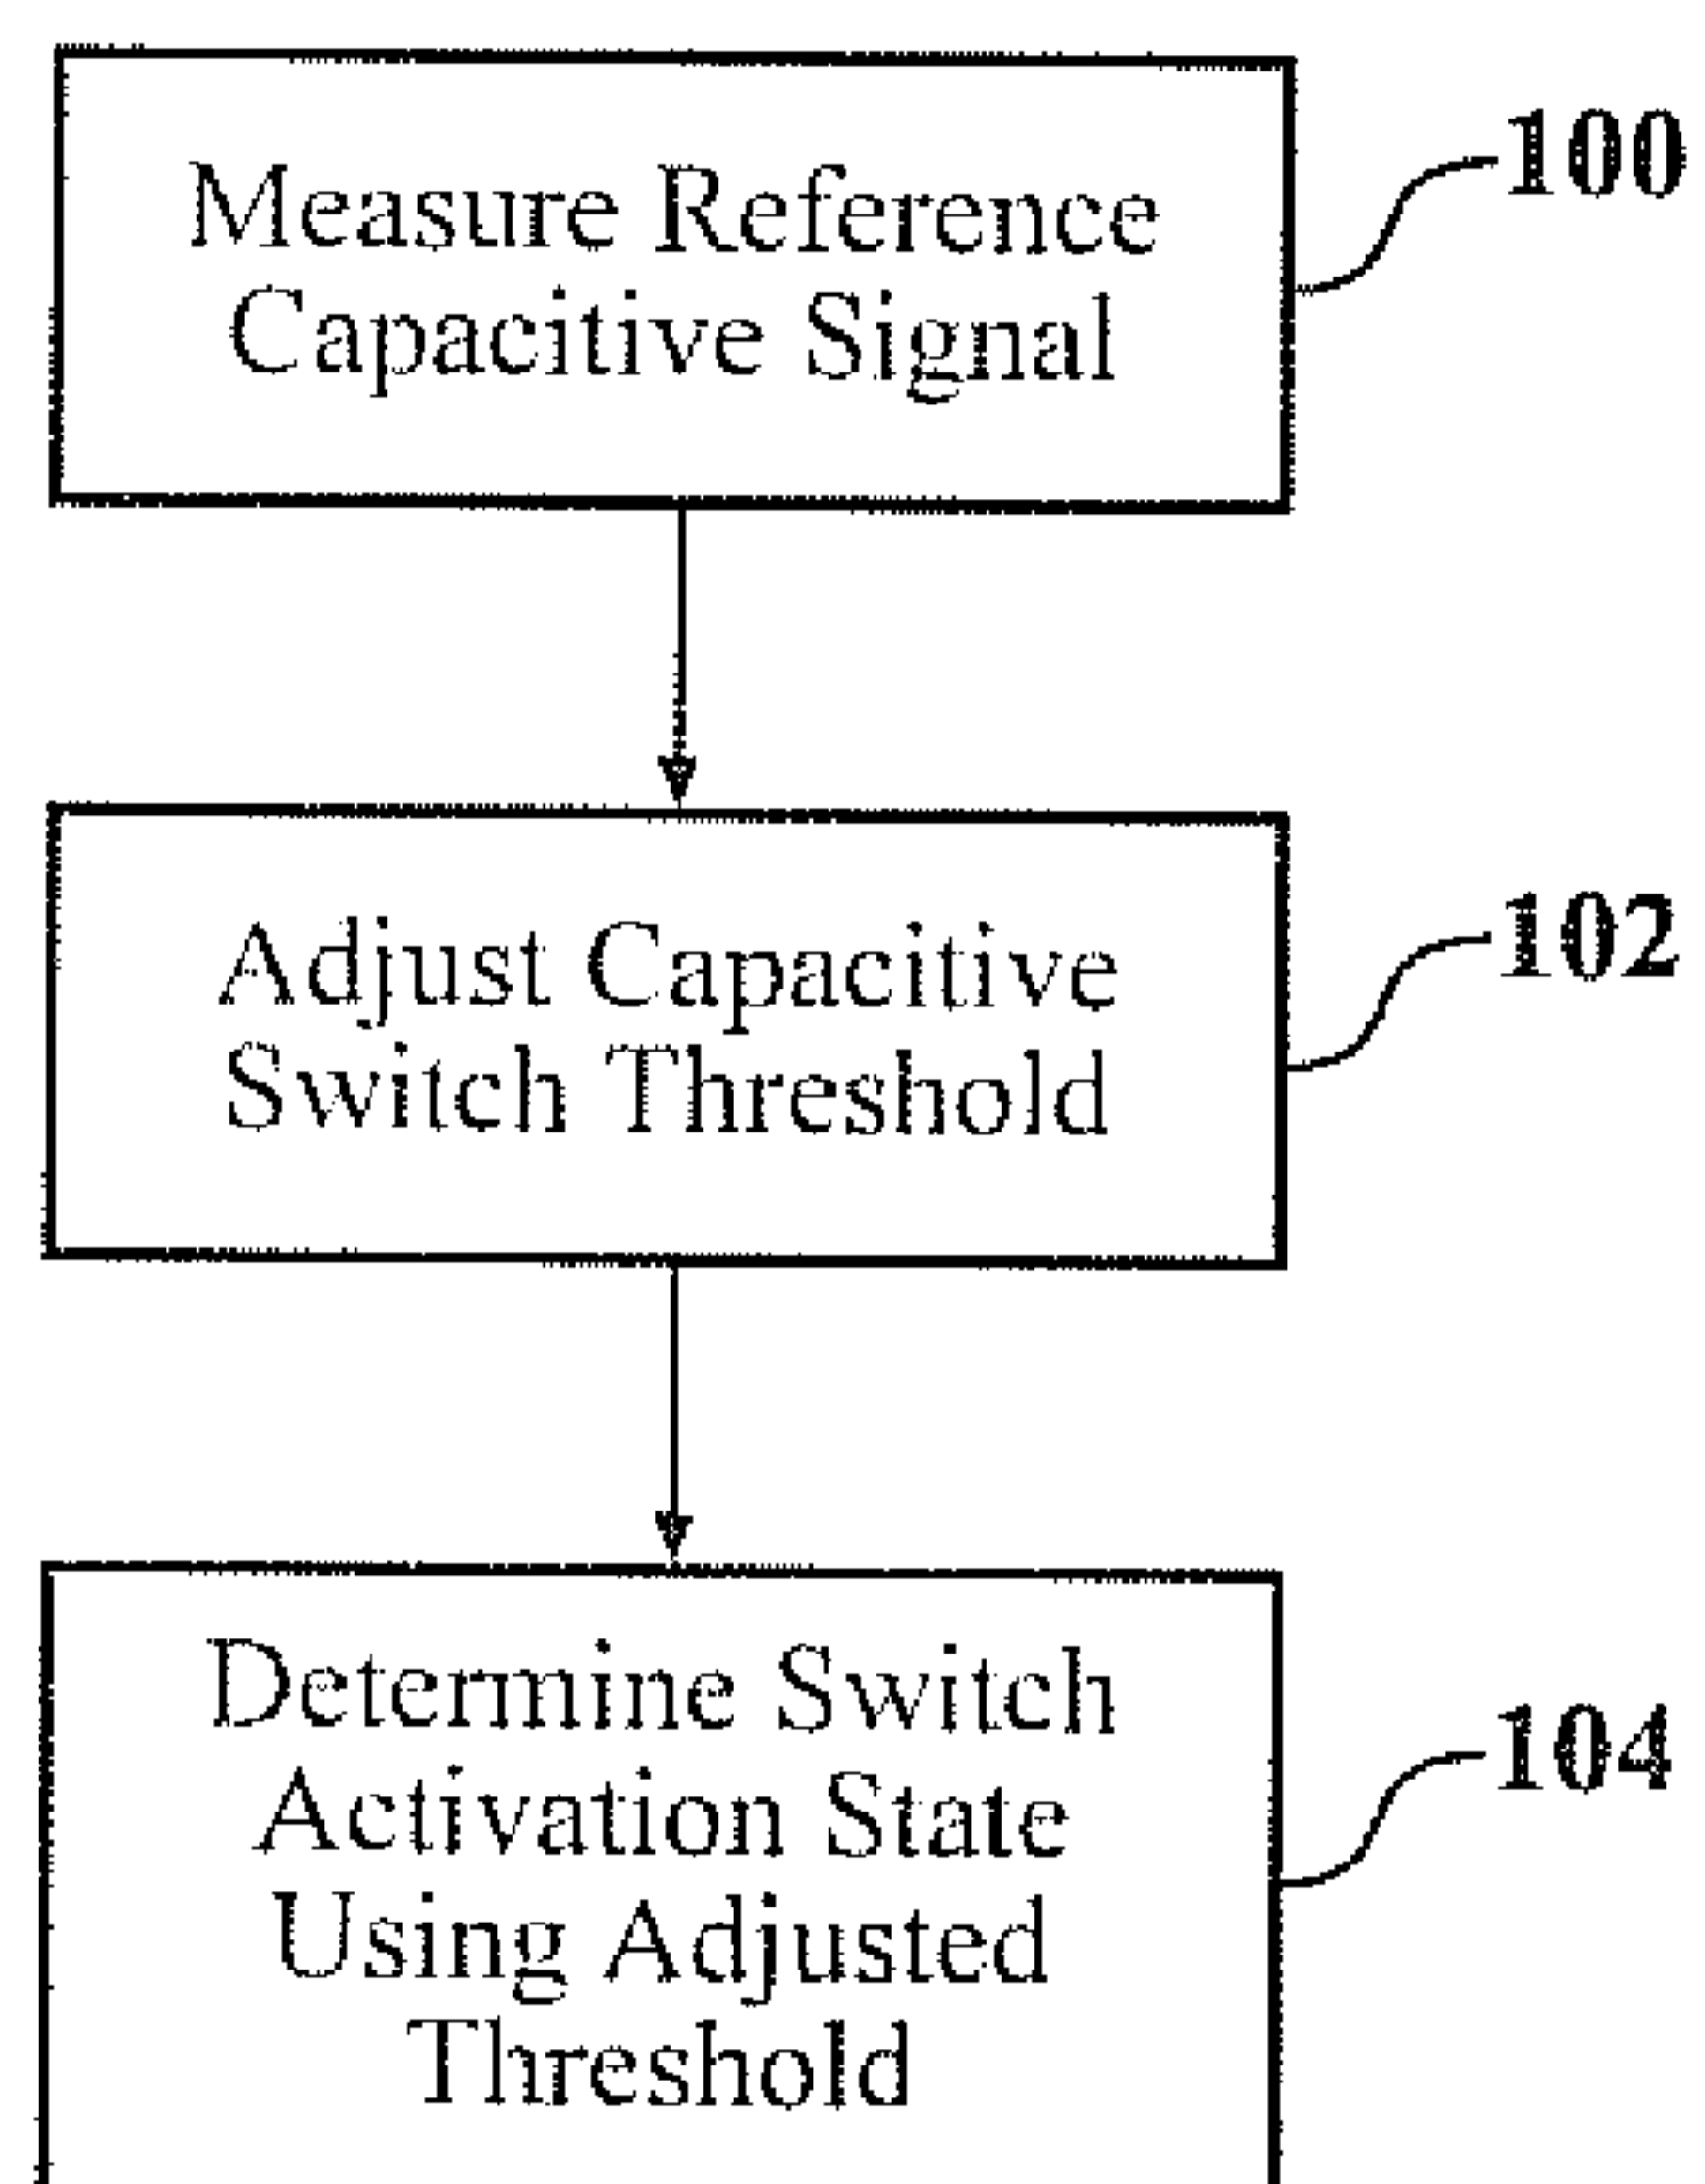 Measure Reference
Capacitive Signal
100
Adjust Capacitive
Switch Threshold
102
Determine Switch
Activation State
Using Adjusted
Threshold
104